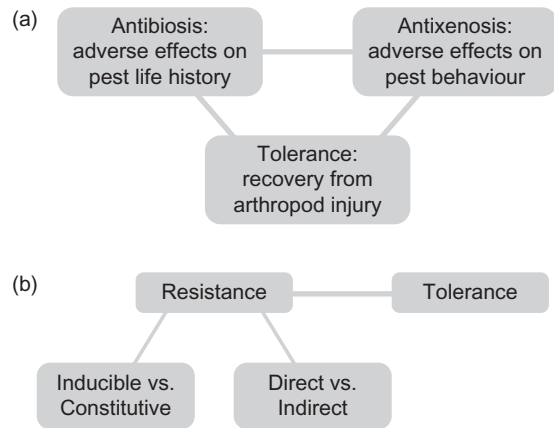 (a)
Antibiosis:
adverse effects on
pest life history
Antixenosis:
adverse effects on
pest behaviour
Tolerance:
recovery from
arthropod injury
(b)
Resistance
Tolerance
Inducible vs.
Constitutive
Direct vs.
Indirect